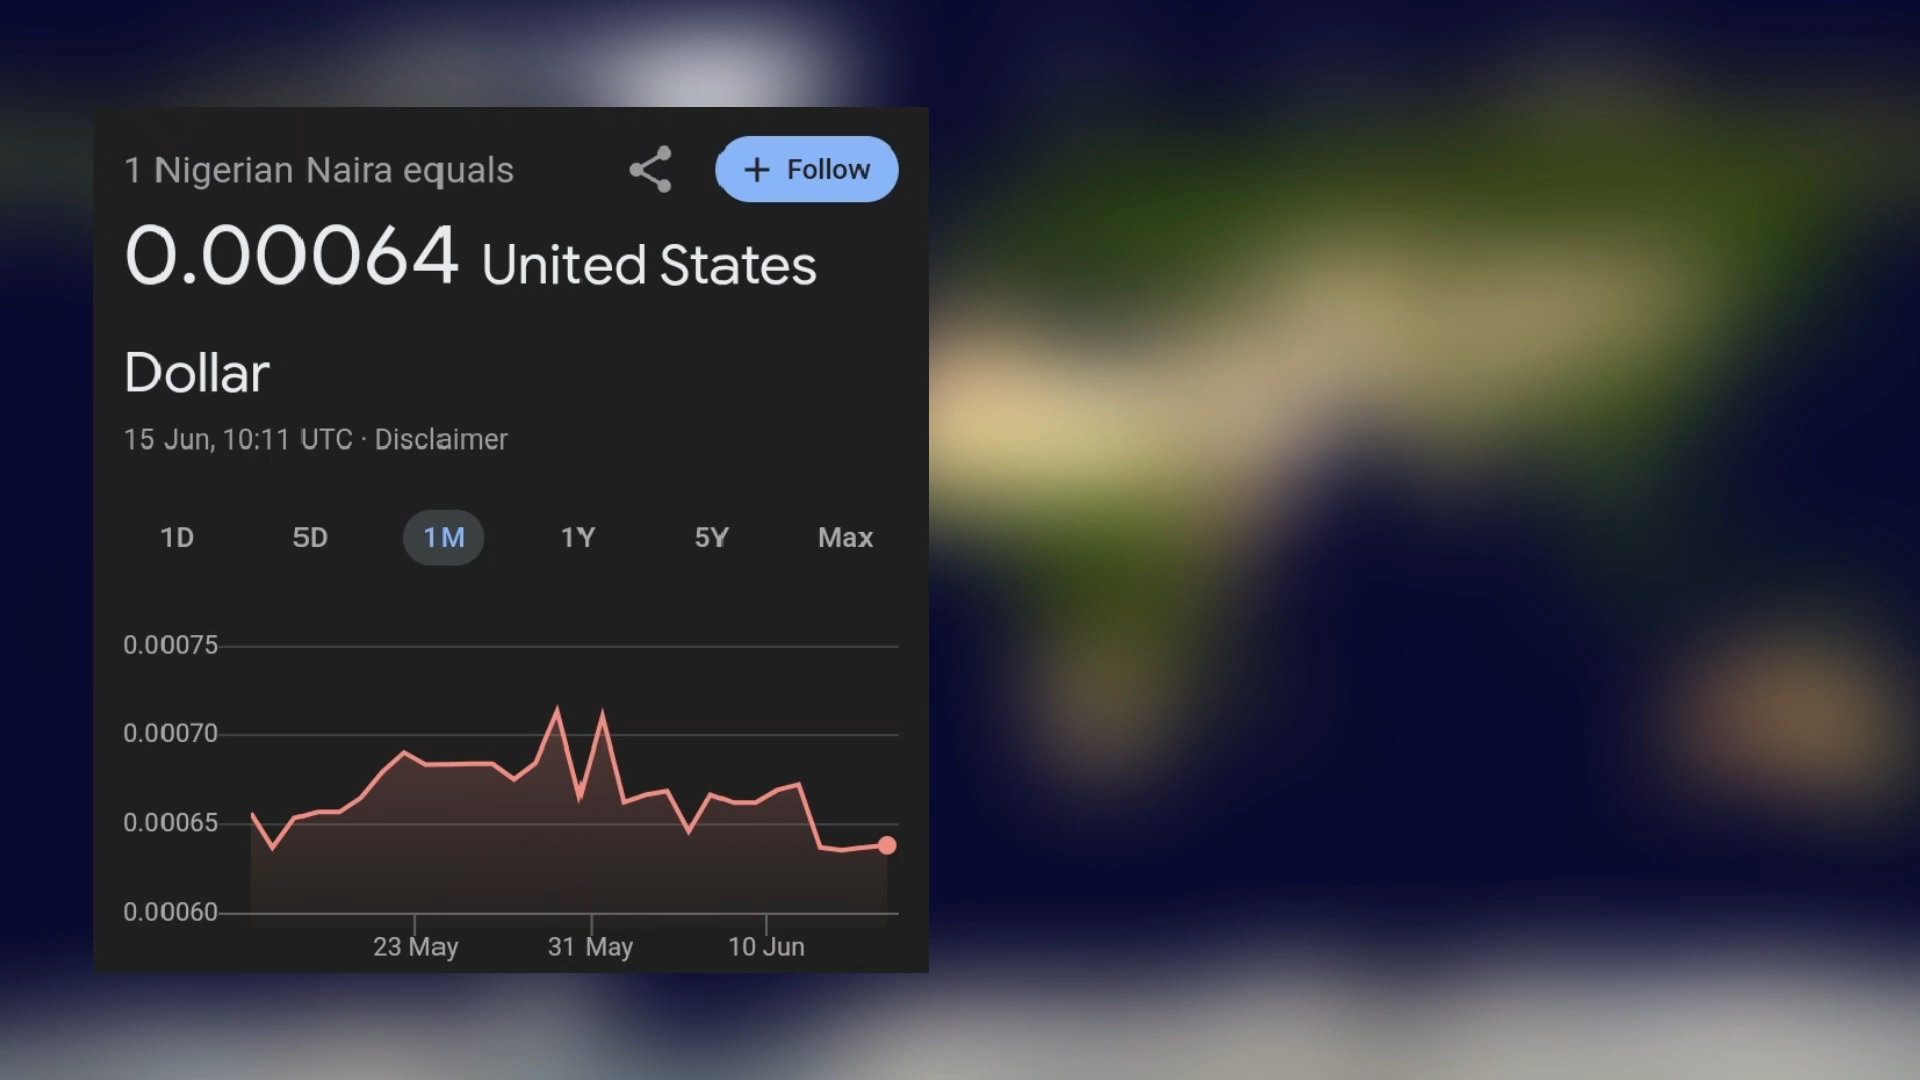 1 Nigerian Naira equals
+ Follow
0.00064 United States
Dollar
15 Jun, 10:11 UTC · Disclaimer
1D 5D 1M 1Y 5Y Max
0.00075
0.00070
0.00065
0.00060
23 May 31 May 10 Jun